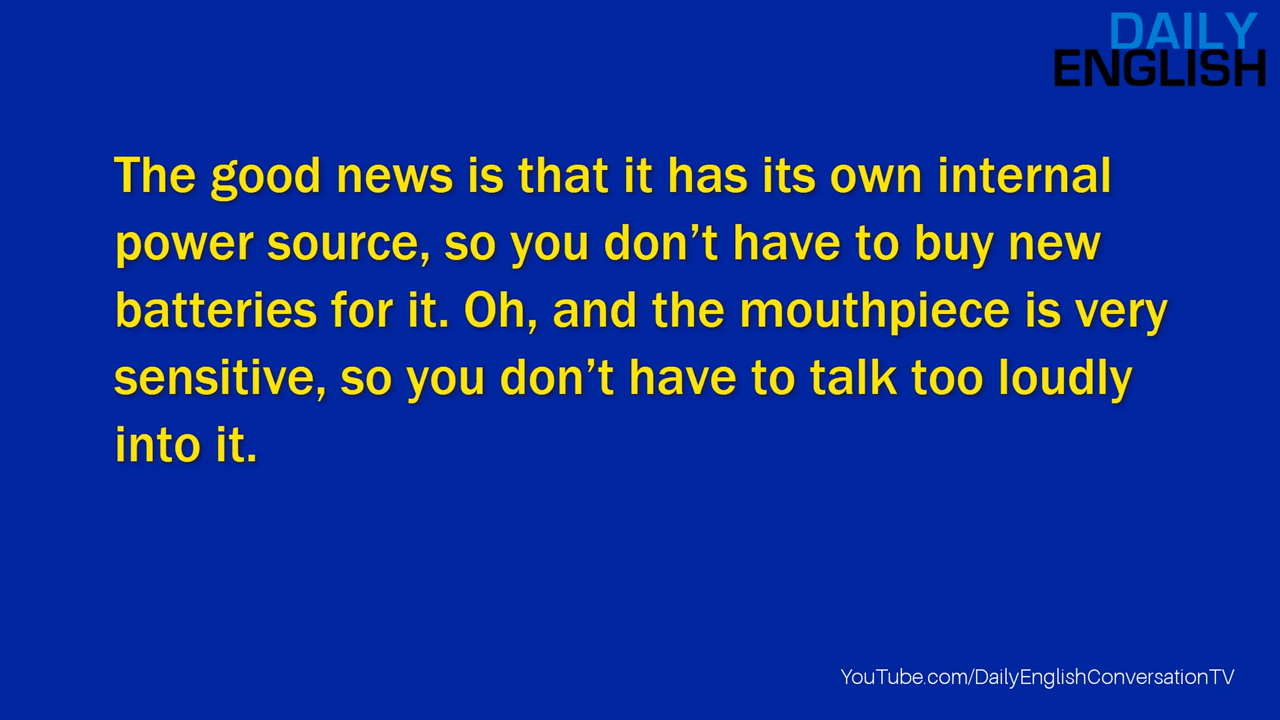 DAILY
ENGLISH
The good news is that it has its own internal
power source, so you don’t have to buy new
batteries for it. Oh, and the mouthpiece is very
sensitive, so you don’t have to talk too loudly
into it.
YouTube.com/DailyEnglishConversationTV